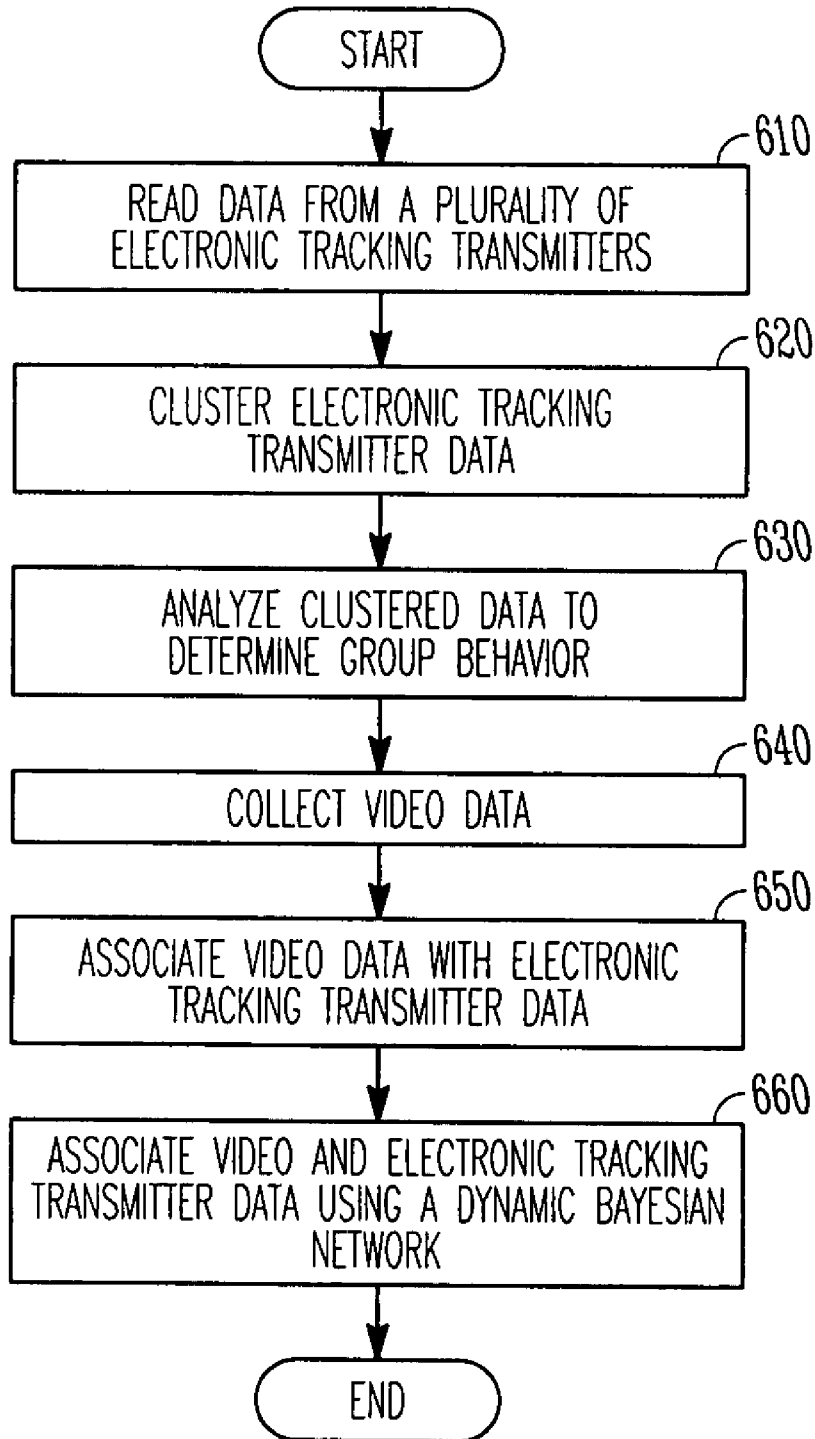 START
610
READ DATA FROM A PLURALITY OF
ELECTRONIC TRACKING TRANSMITTERS
620
CLUSTER ELECTRONIC TRACKING
TRANSMITTER DATA
630
ANALYZE CLUSTERED DATA TO
DETERMINE GROUP BEHAVIOR
640
COLLECT VIDEO DATA
650
ASSOCIATE VIDEO DATA WITH ELECTRONIC
TRACKING TRANSMITTER DATA
660
ASSOCIATE VIDEO AND ELECTRONIC TRACKING
TRANSMITTER DATA USING A DYNAMIC BAYESIAN
NETWORK
END